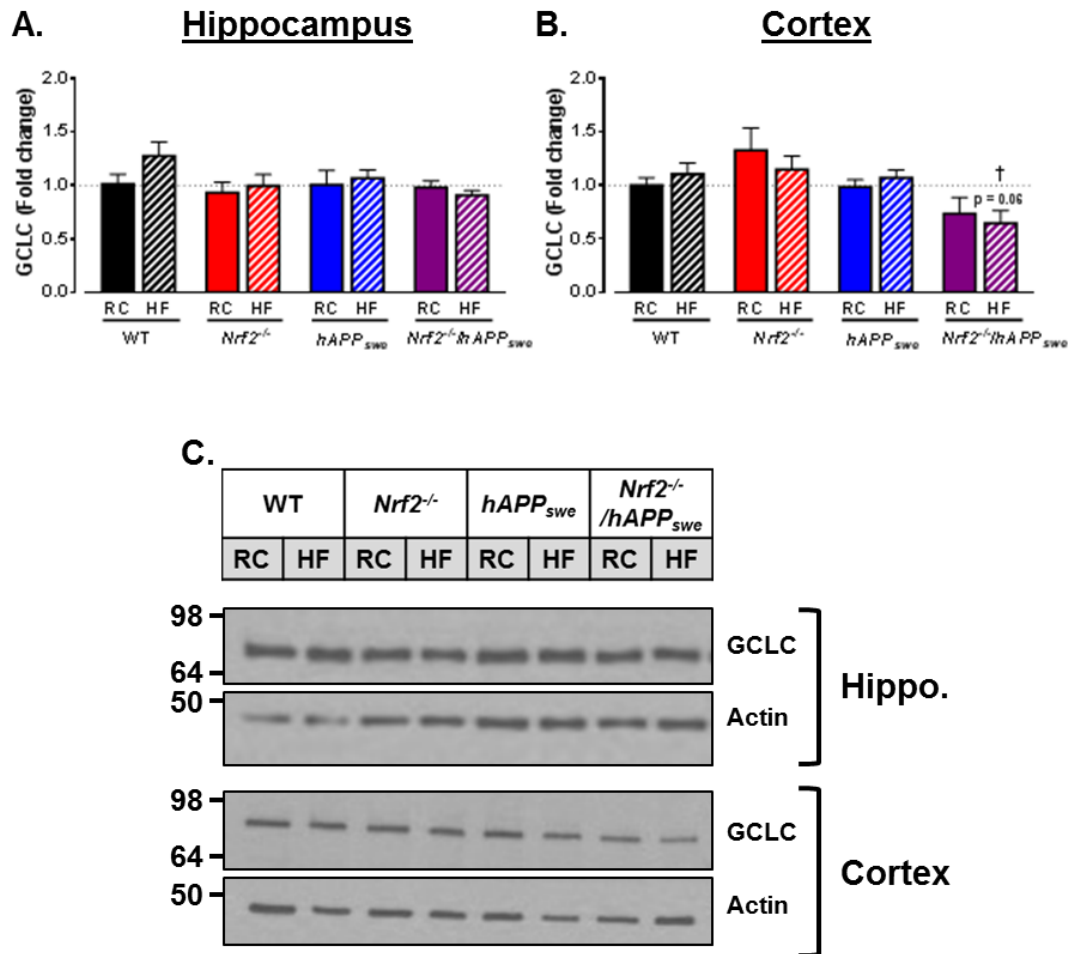 A. Hippocampus
GCLC (Fold change)
2.0
1.5
1.0
0.5
0.0
RC HF RC HF RC HF RC HF
WT Nrf2-/- hAPPswe Nrf2-/-/hAPPswe
B. Cortex
GCLC (Fold change)
2.0
1.5
1.0
0.5
0.0
†
p = 0.06
RC HF RC HF RC HF RC HF
WT Nrf2-/- hAPPswe Nrf2-/-/hAPPswe
C.
WT Nrf2-/- hAPPswe Nrf2-/-
/hAPPswe
RC HF RC HF RC HF RC HF
98
GCLC
64
Hippo.
50
Actin
98
GCLC
64
Cortex
50
Actin